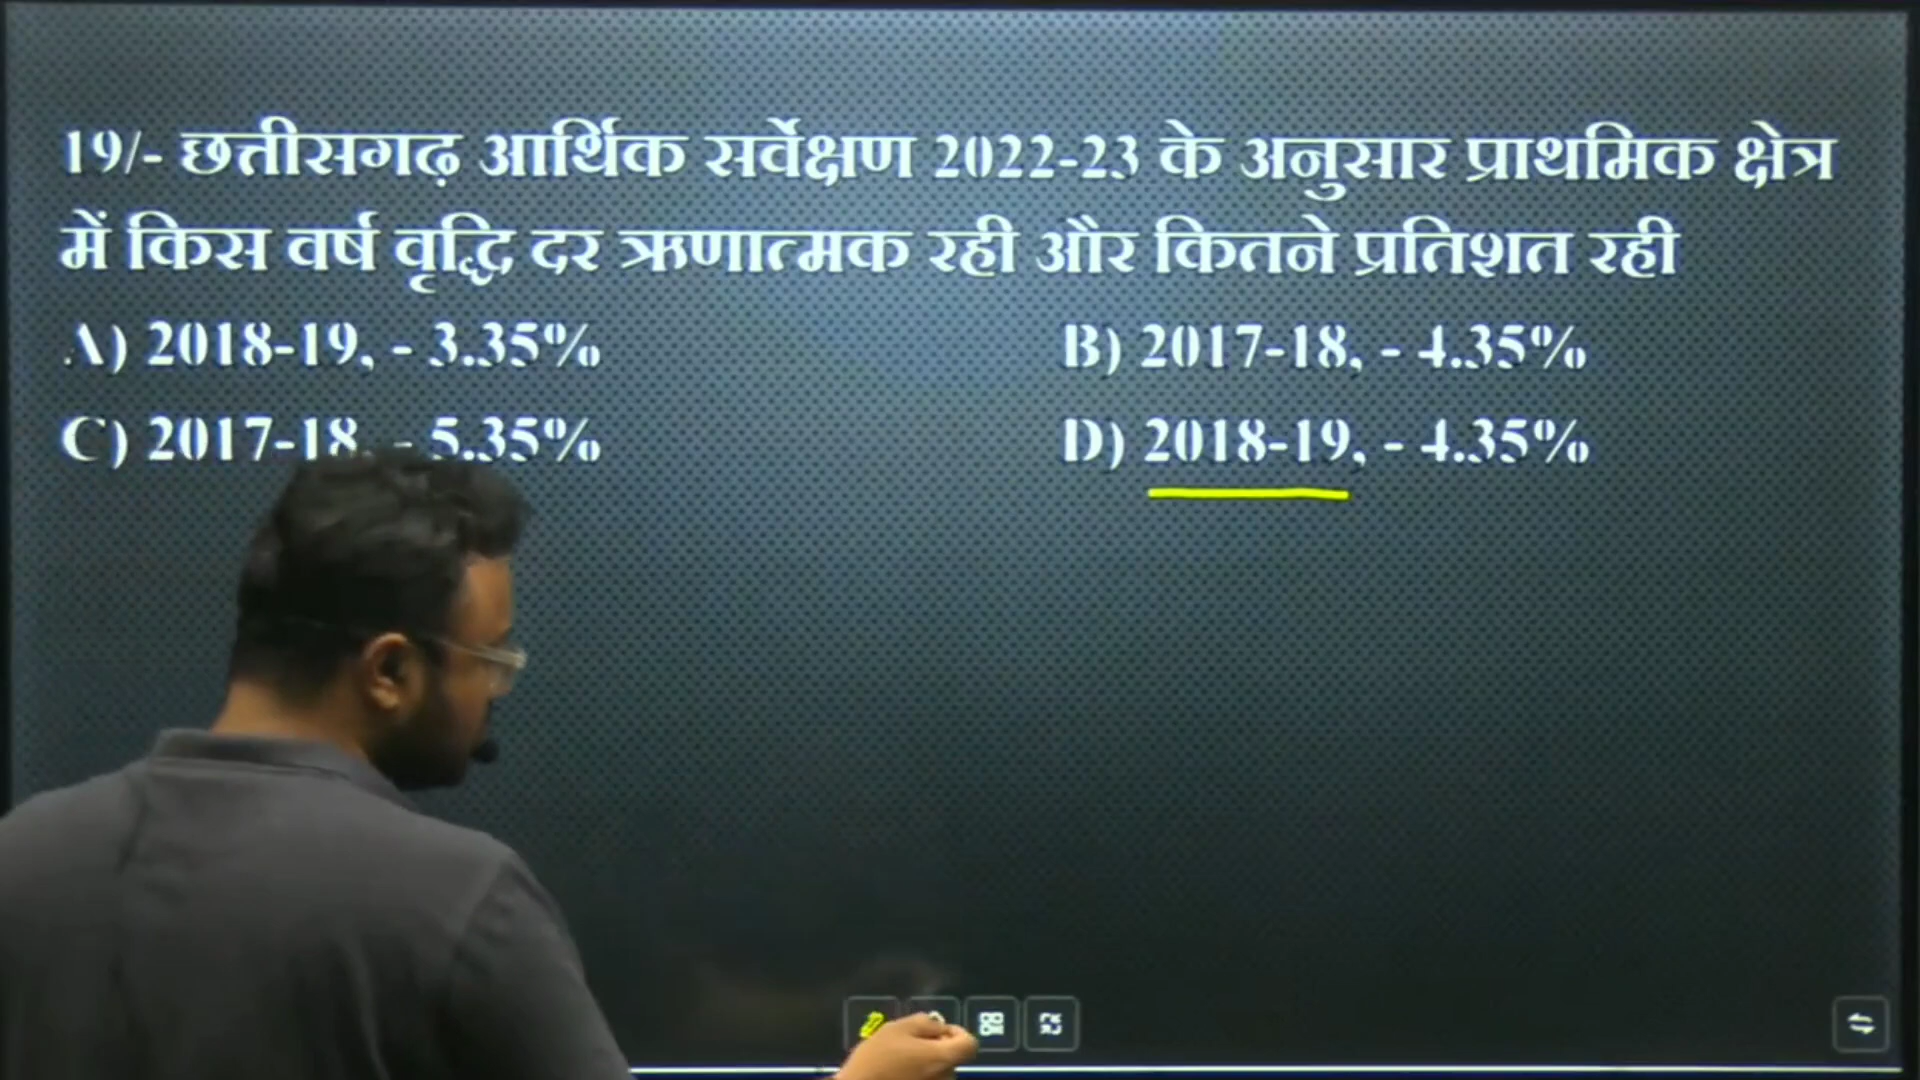 19/- छत्तीसगढ़ आर्थिक सर्वेक्षण 2022-23 के अनुसार प्राथमिक क्षेत्र
में किस वर्ष वृद्धि दर ऋणात्मक रही और कितने प्रतिशत रही
A) 2018-19, - 3.35% B) 2017-18, - 4.35%
C) 2017-18, - 5.35% D) 2018-19, - 4.35%